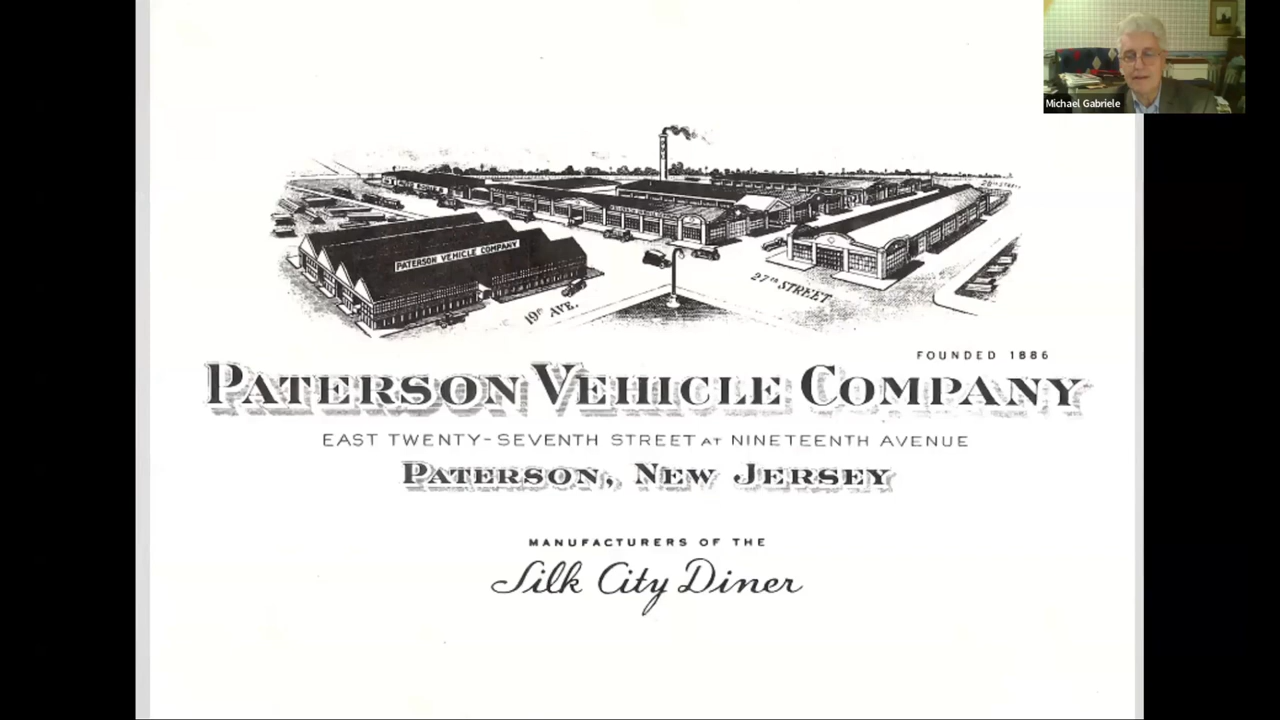 Michael Gabriele
PATERSON VEHICLE COMPANY
27TH STREET
19TH AVE.
FOUNDED 1886
PATERSON VEHICLE COMPANY
EAST TWENTY-SEVENTH STREET AT NINETEENTH AVENUE
PATERSON, NEW JERSEY
MANUFACTURERS OF THE
Silk City Diner